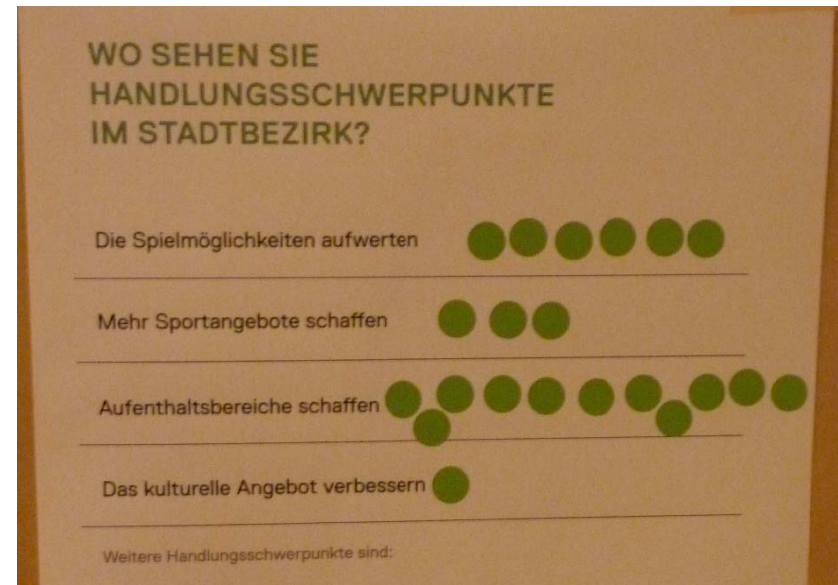 WO SEHEN SIE
HANDLUNGSSCHWERPUNKTE
IM STADTBEZIRK?
Die Spielmöglichkeiten aufwerten
Mehr Sportangebote schaffen
Aufenthaltsbereiche schaffen
Das kulturelle Angebot verbessern
Weitere Handlungsschwerpunkte sind: